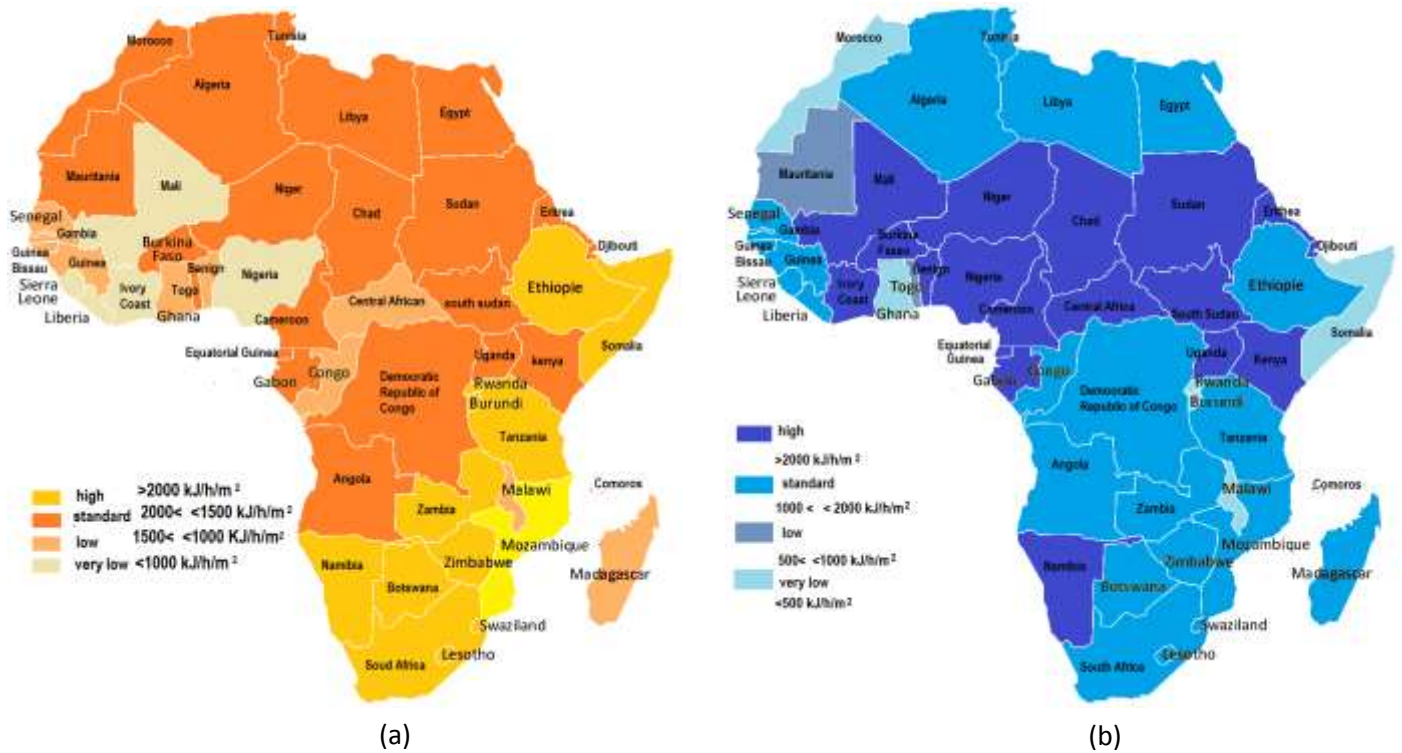 Morocco
Tunisia
Algeria
Libya
Egypt
Mauritania
Mali
Niger
Chad
Sudan
Eritrea
Senegal
Gambia
Burkina
Faso
Djibouti
Guinea
Bissau
Guinea
Benign
Nigeria
Sierra
Leone
Ivory
Coast
Togo
Central African
south sudan
Ethiopie
Liberia
Ghana
Cameroon
Somalia
Equatorial Guinea
Uganda
kenya
Gabon
Congo
Democratic
Republic of
Congo
Rwanda
Burundi
Tanzania
Angola
Malawi
Comoros
Zambia
Mozambique
Namibia
Zimbabwe
Botswana
Madagascar
Swaziland
Lesotho
Soud Africa
high >2000 kJ/h/m²
standard 2000< <1500 kJ/h/m²
low 1500< <1000 KJ/h/m²
very low <1000 kJ/h/m²
(a)
Morocco
Tunisia
Algeria
Libya
Egypt
Mauritania
Mali
Niger
Chad
Sudan
Eritrea
Senegal
Gambia
Burkina
Djibouti
Guinea
Bissau
Guinea
Nigeria
Sierra
Leone
Ivory
Coast
Togo
Central Africa
South Sudan
Ethiopie
Liberia
Ghana
Cameroon
Somalia
Equatorial
Guinea
Uganda
Kenya
Gabon
Congo
Rwanda
Burundi
Democratic
Republic of Congo
Tanzania
Angola
Malawi
Comoros
Zambia
Mozambique
Namibia
Zimbabwe
Botswana
Madagascar
Swaziland
Lesotho
South Africa
high
>2000 kJ/h/m²
standard
1000 < < 2000 kJ/h/m²
low
500< <1000 kJ/h/m²
very low
<500 kJ/h/m²
(b)